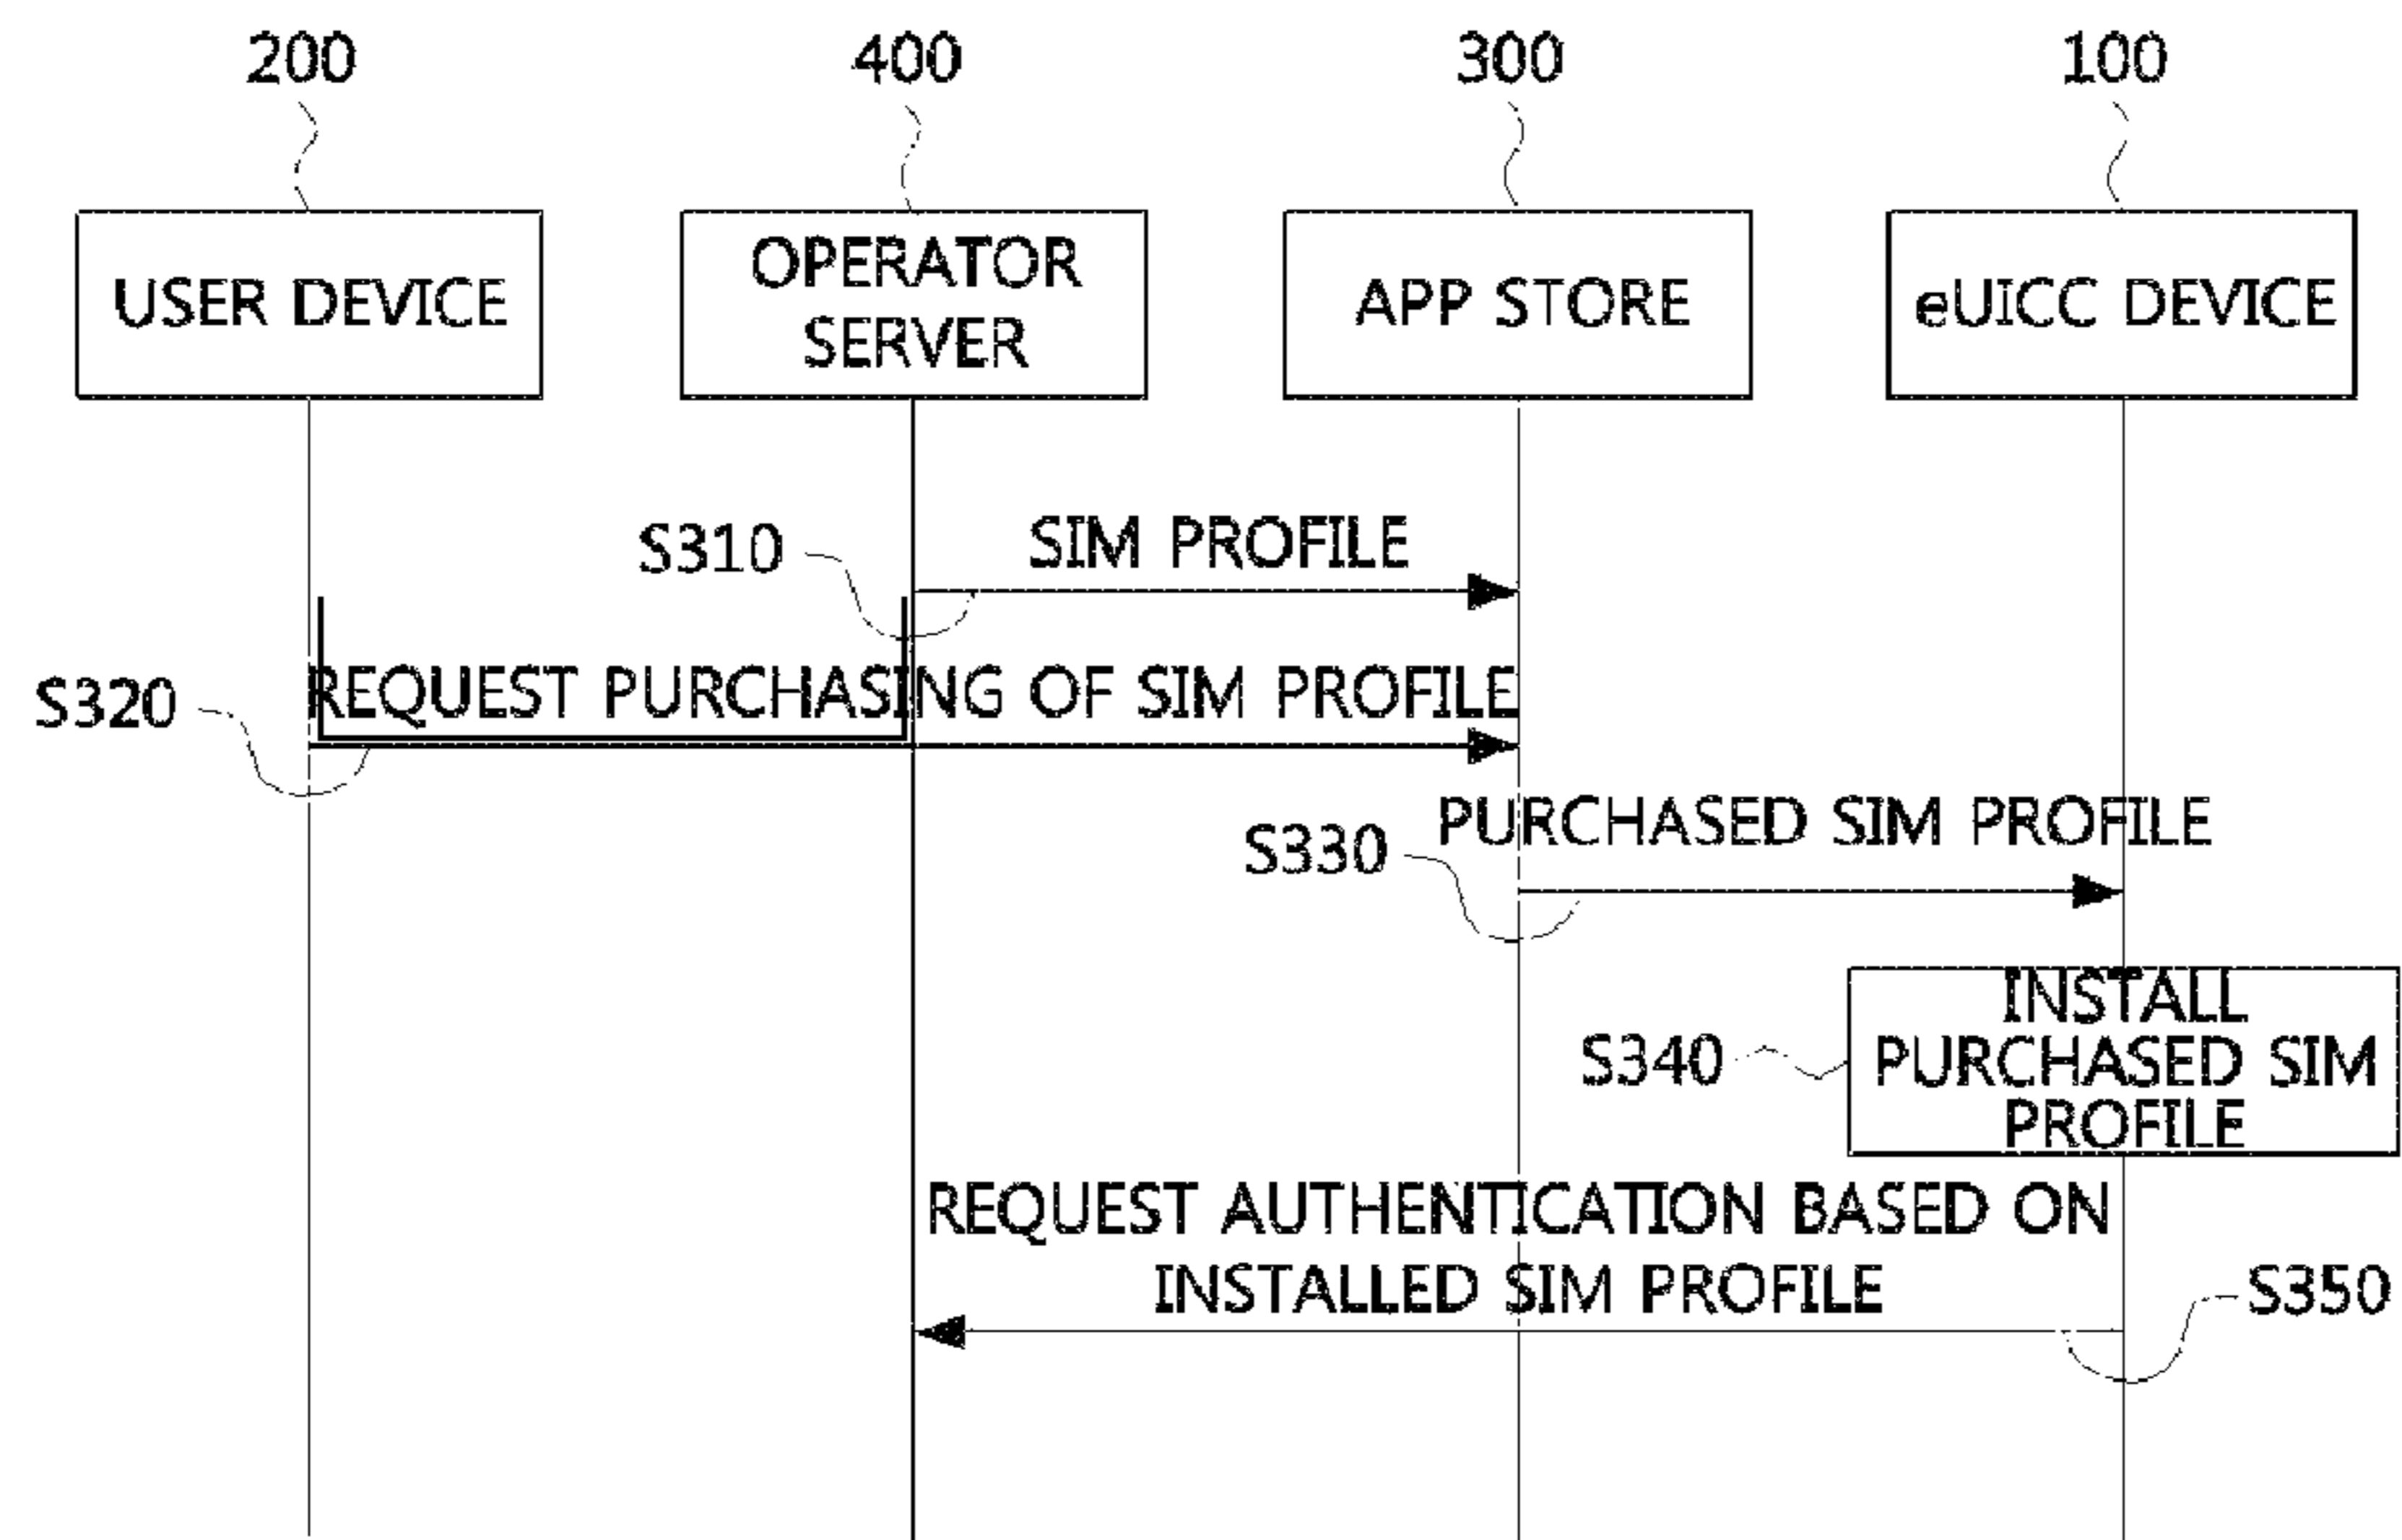 200
400
300
100
USER DEVICE
OPERATOR
SERVER
APP STORE
eUICC DEVICE
S310
SIM PROFILE
S320
REQUEST PURCHASING OF SIM PROFILE
S330
PURCHASED SIM PROFILE
S340
INSTALL
PURCHASED SIM
PROFILE
REQUEST AUTHENTICATION BASED ON
INSTALLED SIM PROFILE
S350